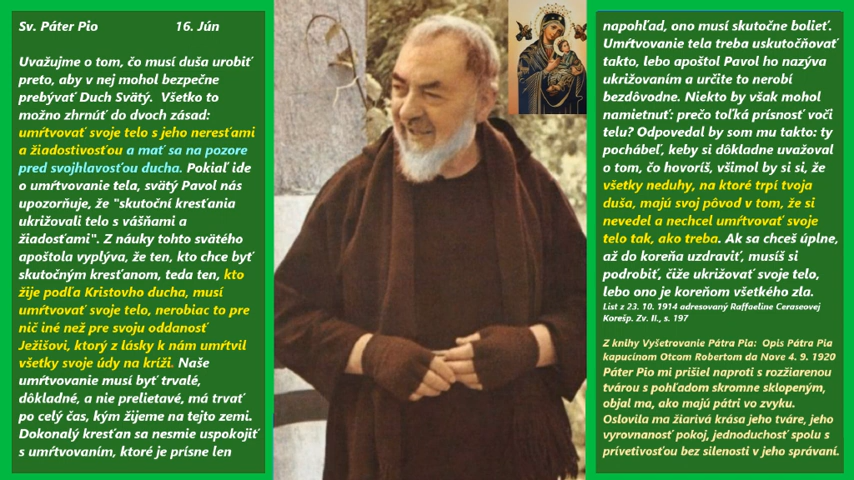 Sv. Páter Pio 16. Jún
Uvažujme o tom, čo musí duša urobiť
preto, aby v nej mohol bezpečne
prebývať Duch Svätý. Všetko to
možno zhrnúť do dvoch zásad:
umŕtvovať svoje telo s jeho neresťami
a žiadostivosťou a mať sa na pozore
pred svojhlavosťou ducha. Pokiaľ ide
o umŕtvovanie tela, svätý Pavol nás
upozorňuje, že "skutoční kresťania
ukrižovali telo s vášňami a
žiadosťami". Z náuky tohto svätého
apoštola vyplýva, že ten, kto chce byť
skutočným kresťanom, teda ten, kto
žije podľa Kristovho ducha, musí
umŕtvovať svoje telo, nerobiac to pre
nič iné než pre svoju oddanosť
Ježišovi, ktorý z lásky k nám umŕtvil
všetky svoje údy na kríži. Naše
umŕtvovanie musí byť trvalé,
dôkladné, a nie prelietavé, má trvať
po celý čas, kým žijeme na tejto zemi.
Dokonalý kresťan sa nesmie uspokojiť
s umŕtvovaním, ktoré je prísne len
napohľad, ono musí skutočne bolieť.
Umŕtvovanie tela treba uskutočňovať
takto, lebo apoštol Pavol ho nazýva
ukrižovaním a určite to nerobí
bezdôvodne. Niekto by však mohol
namietnuť: prečo toľká prísnosť voči
telu? Odpovedal by som mu takto: ty
pochábeľ, keby si dôkladne uvažoval
o tom, čo hovoríš, všimol by si si, že
všetky neduhy, na ktoré trpí tvoja
duša, majú svoj pôvod v tom, že si
nevedel a nechcel umŕtvovať svoje
telo tak, ako treba. Ak sa chceš úplne,
až do koreňa uzdraviť, musíš si
podrobiť, čiže ukrižovať svoje telo,
lebo ono je koreňom všetkého zla.
List z 23. 10. 1914 adresovaný Raffaeline Ceraseovej
Korešp. Zv. II., s. 197
Z knihy Vyšetrovanie Pátra Pia: Opis Pátra Pia
kapucínom Otcom Robertom da Nove 4. 9. 1920
Páter Pio mi prišiel naproti s rozžiarenou
tvárou s pohľadom skromne sklopeným,
objal ma, ako majú pátri vo zvyku.
Oslovila ma žiarivá krása jeho tváre, jeho
vyrovnanosť pokoj, jednoduchosť spolu s
prívetivosťou bez silenosti v jeho správaní.